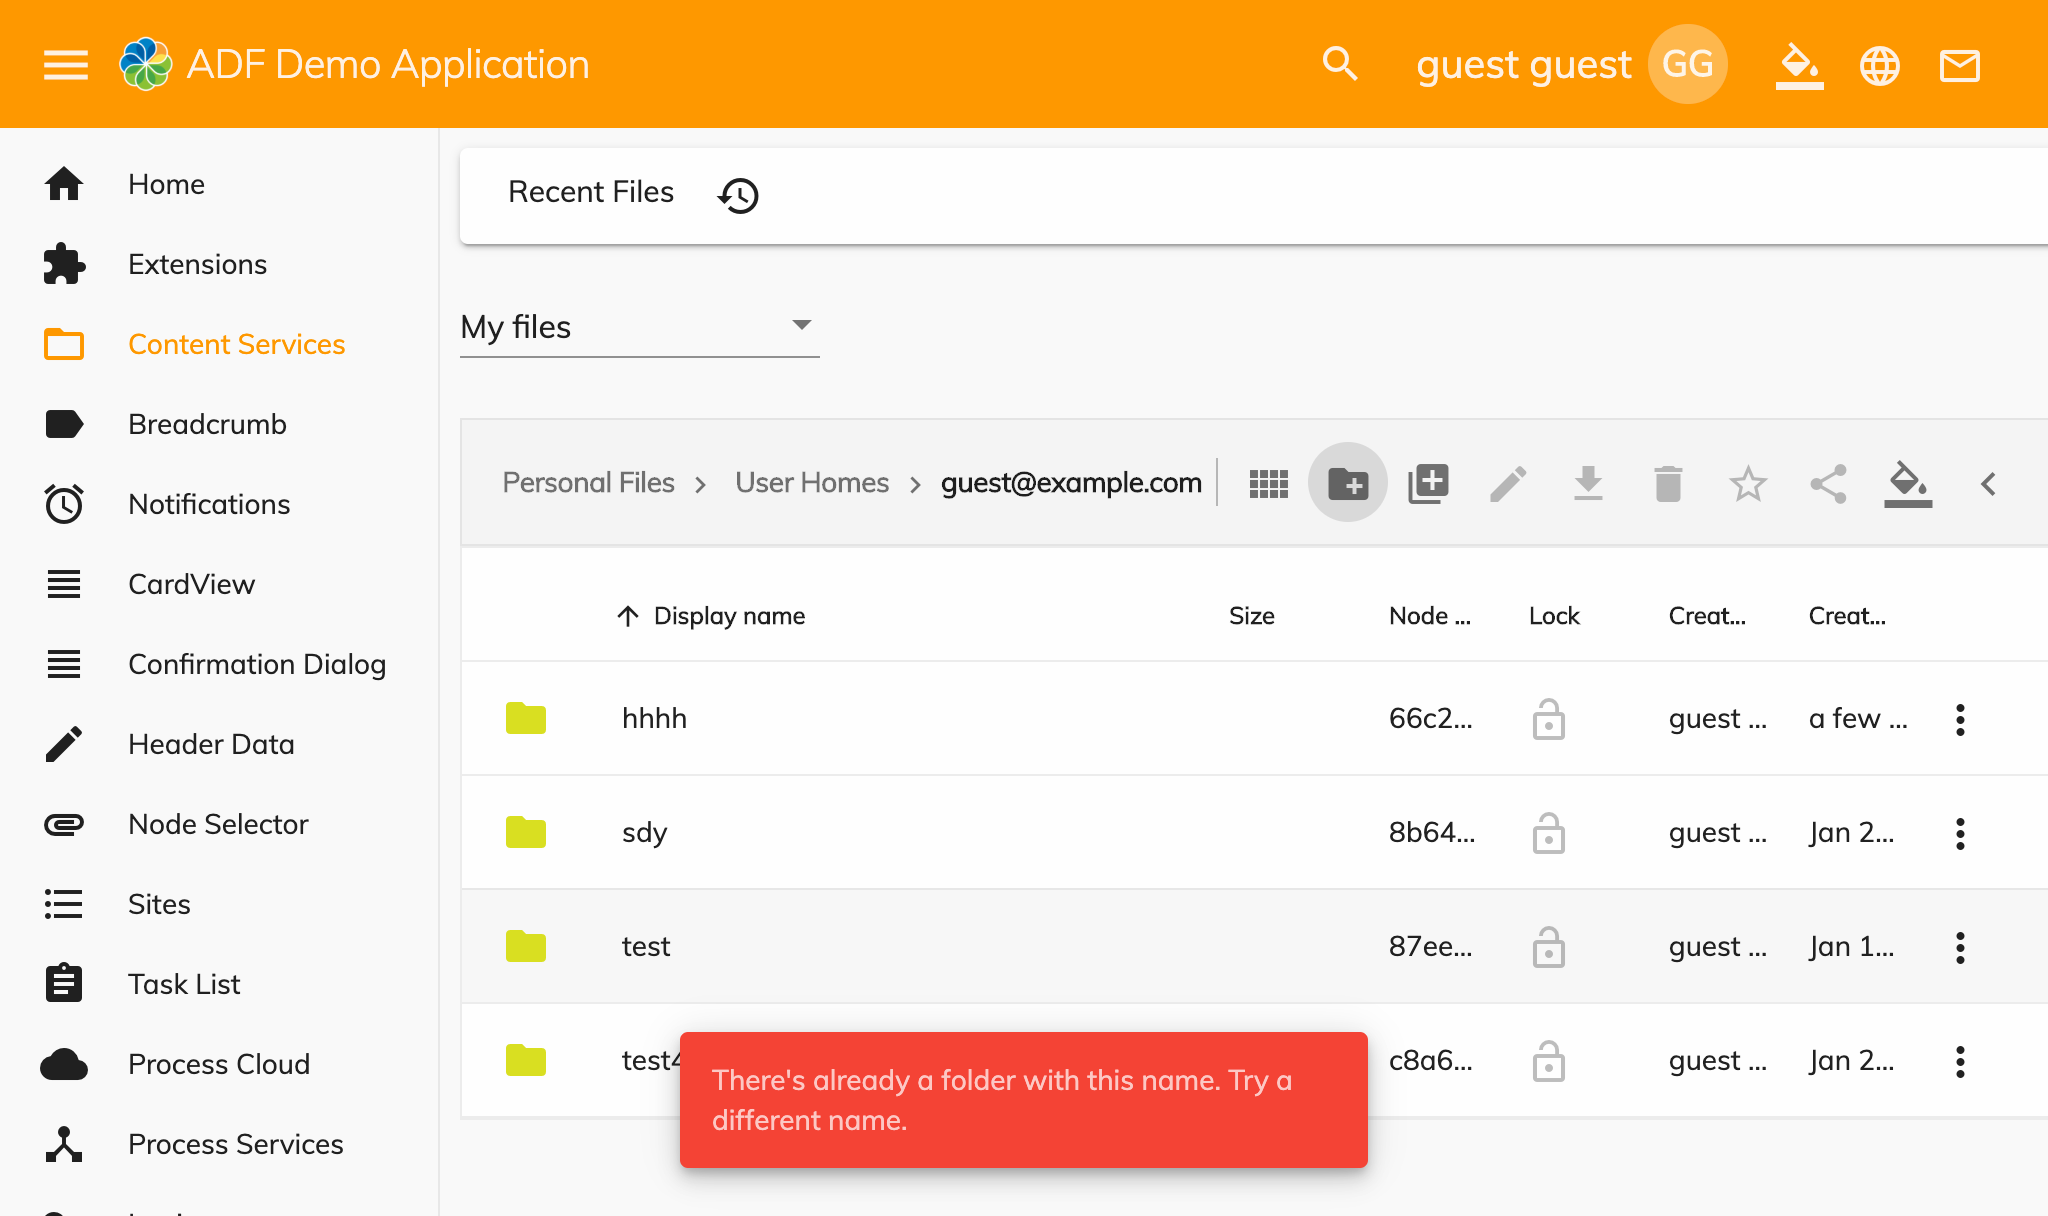 ADF Demo Application
guest guest GG
Home
Extensions
Content Services
Breadcrumb
Notifications
CardView
Confirmation Dialog
Header Data
Node Selector
Sites
Task List
Process Cloud
Process Services
Recent Files
My files
Personal Files > User Homes > guest@example.com
Display name Size Node ... Lock Creat... Creat...
hhhh 66c2... guest ... a few ...
sdy 8b64... guest ... Jan 2...
test 87ee... guest ... Jan 1...
test4 c8a6... guest ... Jan 2...
There's already a folder with this name. Try a
different name.